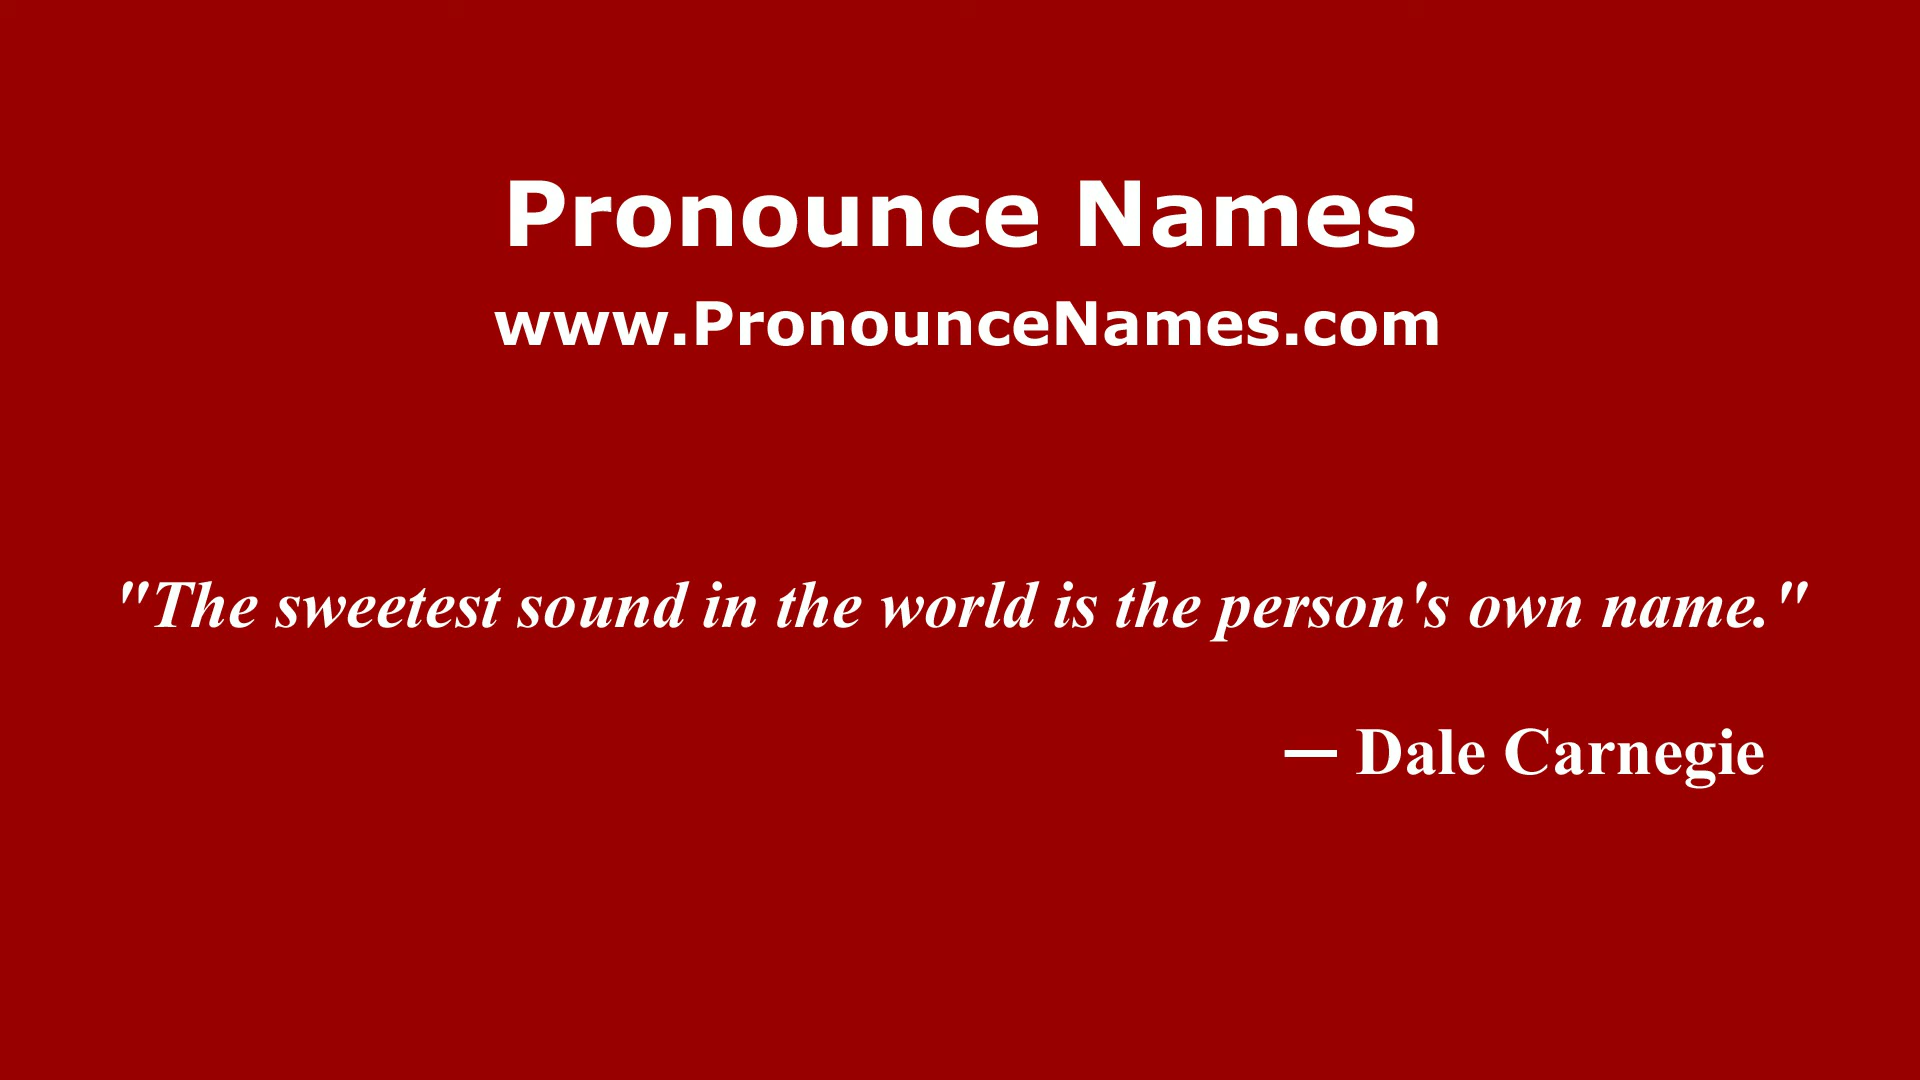 Pronounce Names
www.PronounceNames.com
"The sweetest sound in the world is the person's own name."
— Dale Carnegie